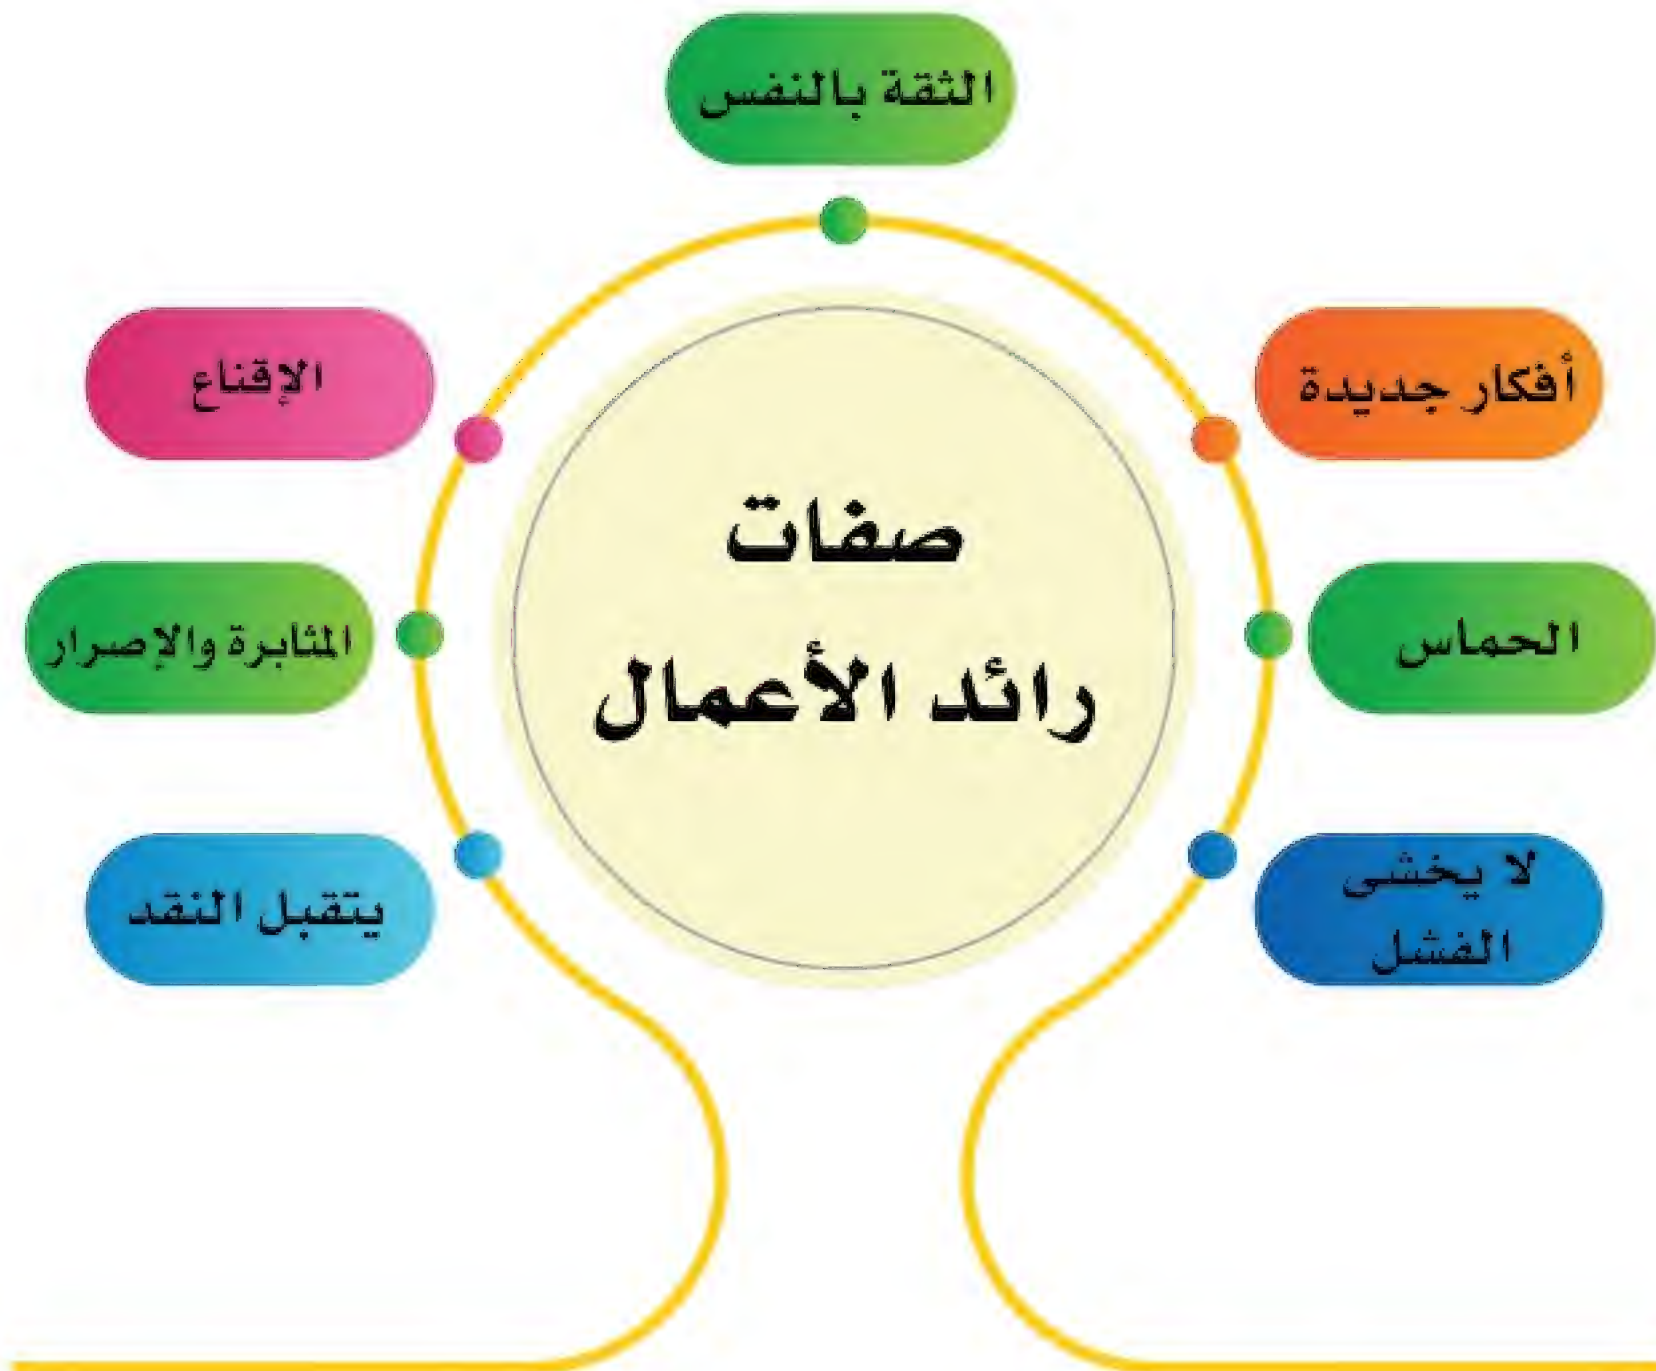 الثقة بالنفس
أفكار جديدة
الإقناع
صفات
رائد الأعمال
الحماس
المثابرة والإصرار
لا يخشى
الفشل
يتقبل النقد